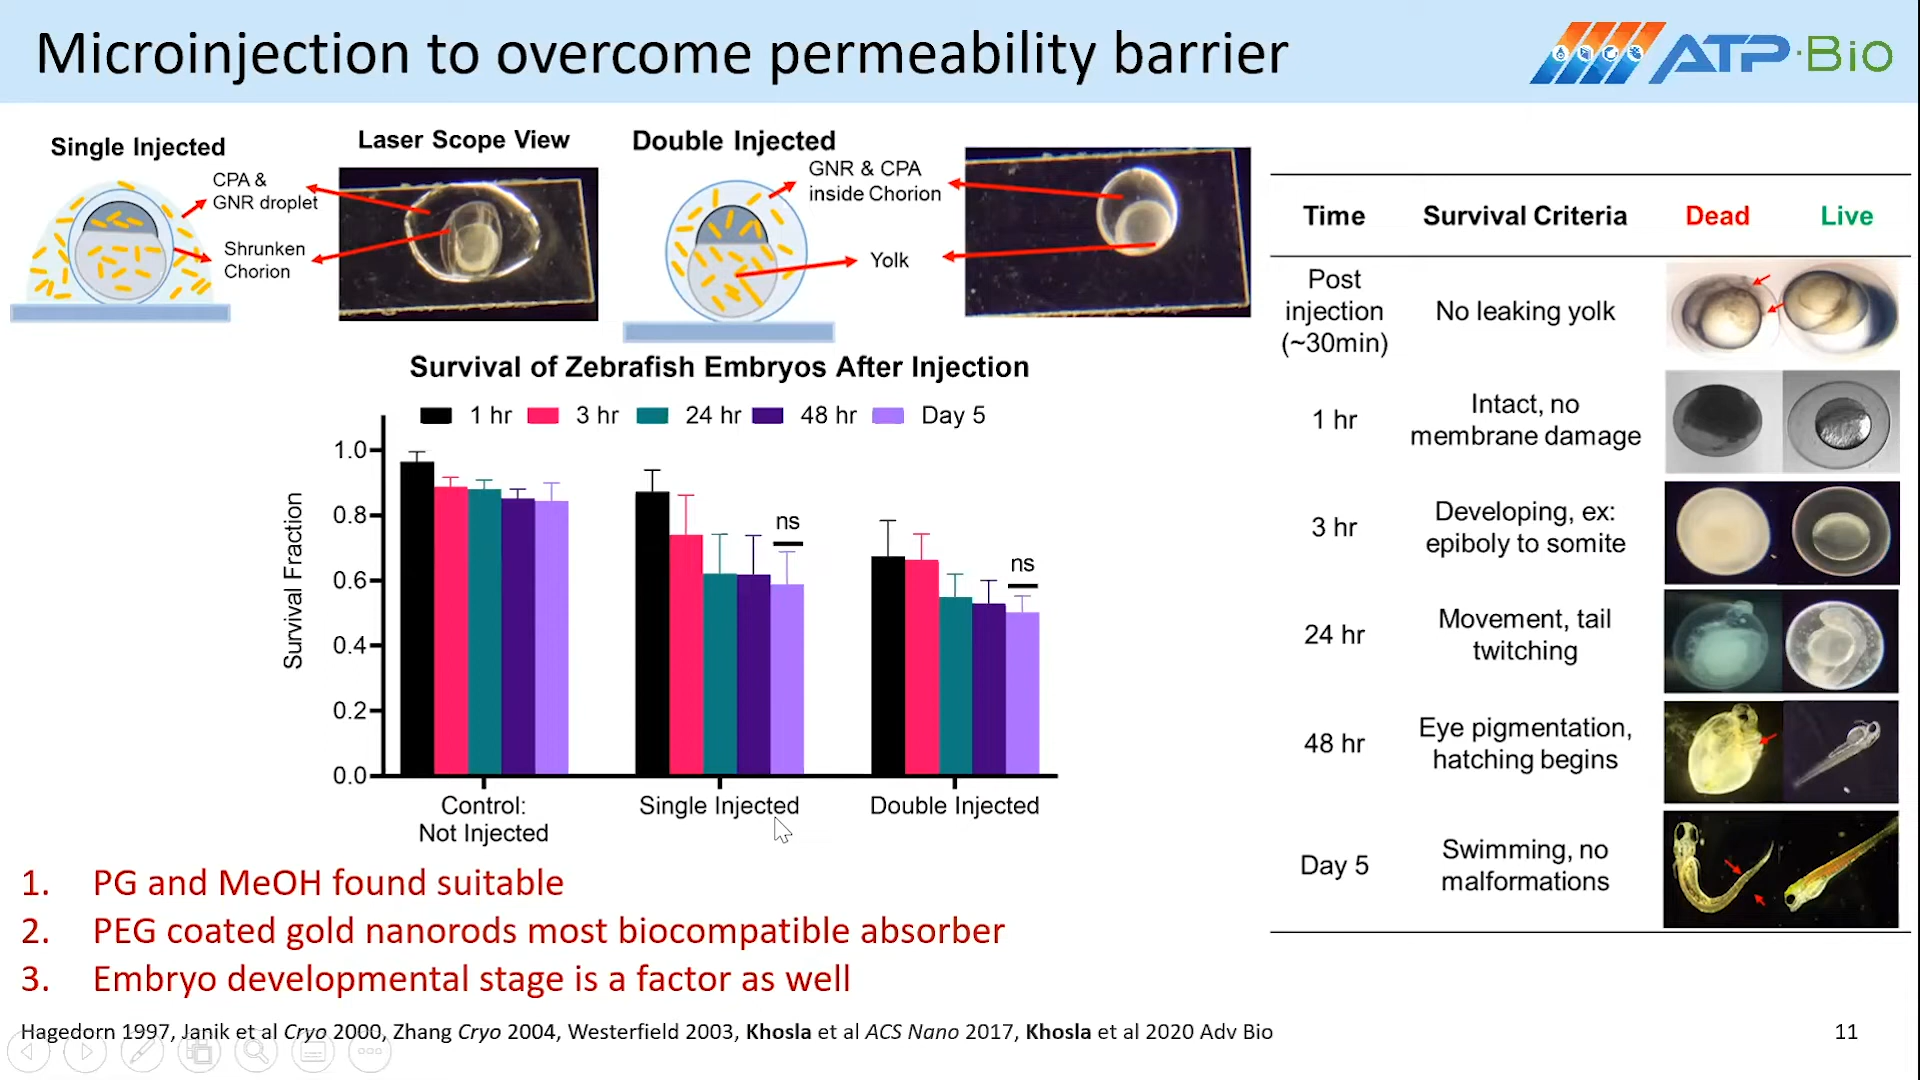 Microinjection to overcome permeability barrier
ATP·Bio
Single Injected
CPA &
GNR droplet
Shrunken
Chorion
Laser Scope View
Double Injected
GNR & CPA
inside Chorion
Yolk
Survival of Zebrafish Embryos After Injection
1 hr 3 hr 24 hr 48 hr Day 5
Survival Fraction
1.0
0.8
0.6
0.4
0.2
0.0
ns
ns
Control:
Not Injected
Single Injected
Double Injected
Time Survival Criteria Dead Live
Post
injection
(~30min)
No leaking yolk
1 hr
Intact, no
membrane damage
3 hr
Developing, ex:
epiboly to somite
24 hr
Movement, tail
twitching
48 hr
Eye pigmentation,
hatching begins
Day 5
Swimming, no
malformations
1. PG and MeOH found suitable
2. PEG coated gold nanorods most biocompatible absorber
3. Embryo developmental stage is a factor as well
Hagedorn 1997, Janik et al Cryo 2000, Zhang Cryo 2004, Westerfield 2003, Khosla et al ACS Nano 2017, Khosla et al 2020 Adv Bio
11